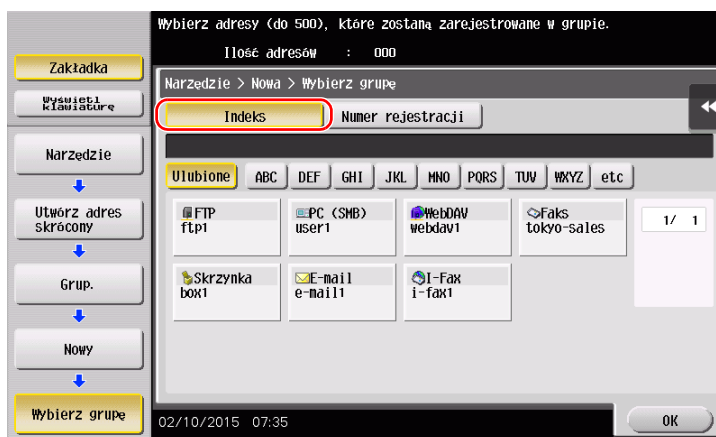 Wybierz adresy (do 500), które zostaną zarejestrowane w grupie.
Ilość adresów : 000
Zakładka
Wyświetl
klawiaturę
Narzędzie
Utwórz adres
skrócony
Grup.
Nowy
Wybierz grupę
Narzędzie > Nowa > Wybierz grupę
Indeks
Numer rejestracji
Ulubione ABC DEF GHI JKL MNO PQRS TUV WXYZ etc
FTP
ftp1
PC (SMB)
user1
WebDAV
webdav1
Faks
tokyo-sales
1/ 1
Skrzynka
box1
E-mail
e-mail1
I-Fax
i-fax1
02/10/2015 07:35
OK